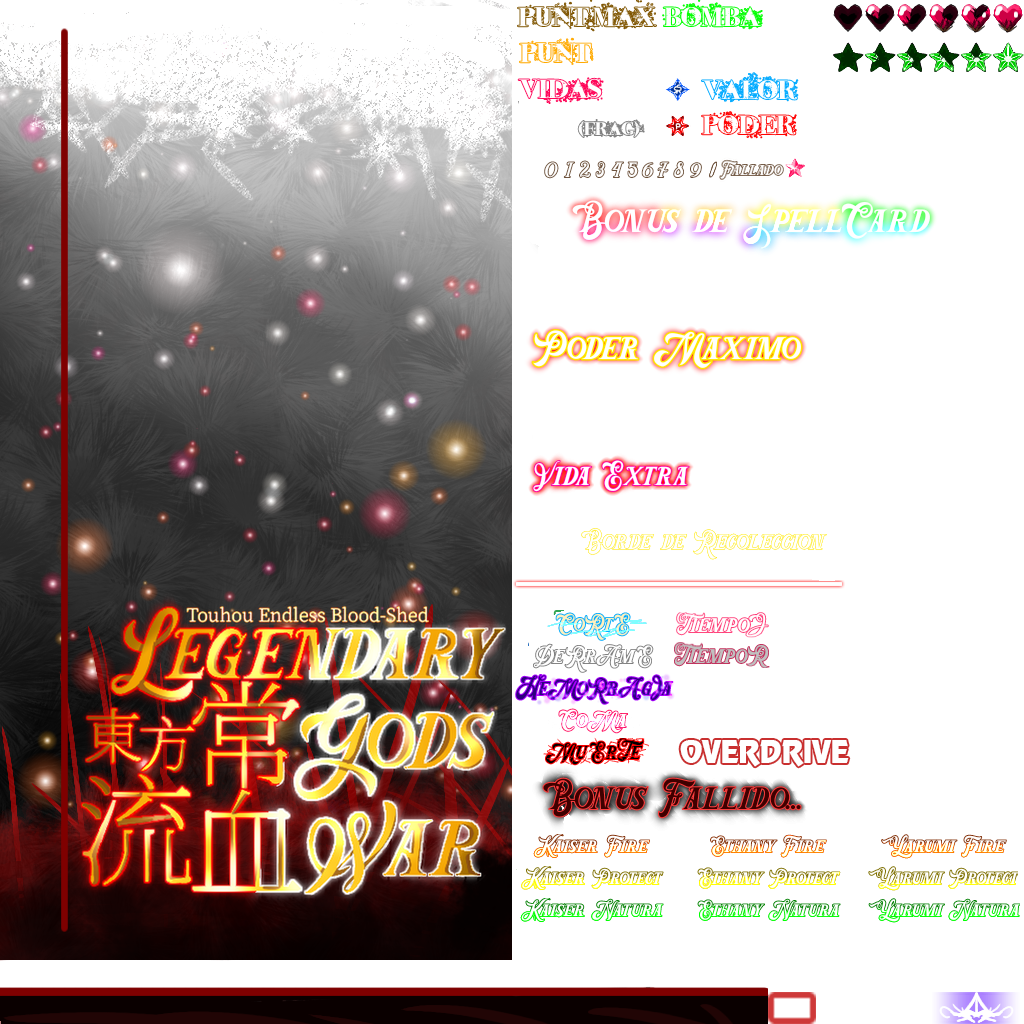 PUNTMAX BOMBA
PUNT
VIDAS
S VALOR
(FRAG)
P PODER
0 1 2 3 4 5 6 7 8 9 / Fallido
Bonus de SpellCard
Poder Maximo
Vida Extra
Borde de Recoleccion
CoRtE TiempoJ
DeRrAmE TiempoR
HeMoRrAgia
CoMa
MuErTe OVERDRIVE
Bonus Fallido..
Kaiser Fire Ethany Fire Yarumi Fire
Kaiser Protect Ethany Protect Yarumi Protect
Kaiser Natura Ethany Natura Yarumi Natura
Touhou Endless Blood-Shed
Legendary
Gods
War
東方常
流血